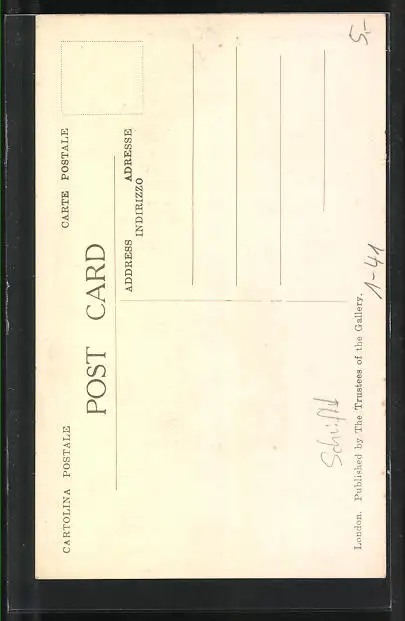 CARTOLINA POSTALE
CARTE POSTALE
POST CARD
ADDRESS
ADRESSE
INDIRIZZO
5.-
London. Published by The Trustees of the Gallery.
1-41